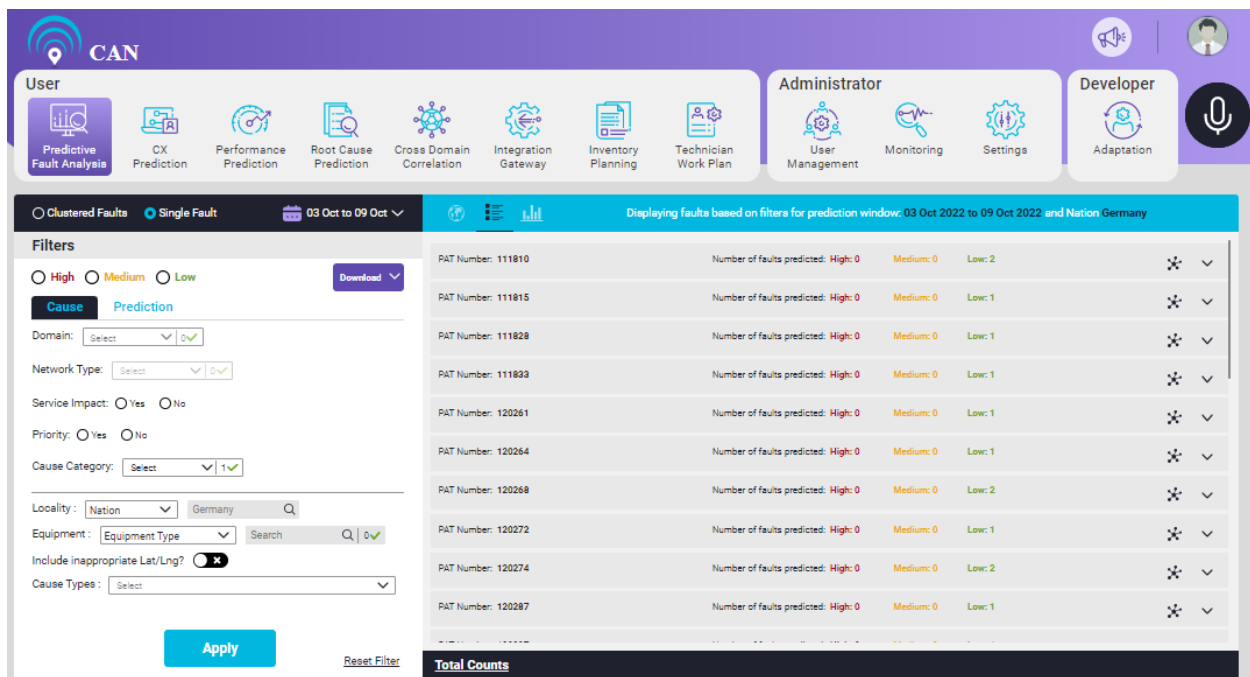 CAN
User
Administrator
Developer
Predictive
Fault Analysis
CX
Prediction
Performance
Prediction
Root Cause
Prediction
Cross Domain
Correlation
Integration
Gateway
Inventory
Planning
Technician
Work Plan
User
Management
Monitoring
Settings
Adaptation
Clustered Faults Single Fault 03 Oct to 09 Oct
Displaying faults based on filters for prediction window: 03 Oct 2022 to 09 Oct 2022 and Nation Germany
Filters
High Medium Low Download
Cause Prediction
Domain: Select 0
Network Type: Select 0
Service Impact: Yes No
Priority: Yes No
Cause Category: Select 1
Locality : Nation Germany
Equipment : Equipment Type Search 0
Include inappropriate Lat/Lng?
Cause Types : Select
Apply
Reset Filter
PAT Number: 111810 Number of faults predicted: High: 0 Medium: 0 Low: 2
PAT Number: 111815 Number of faults predicted: High: 0 Medium: 0 Low: 1
PAT Number: 111828 Number of faults predicted: High: 0 Medium: 0 Low: 1
PAT Number: 111833 Number of faults predicted: High: 0 Medium: 0 Low: 1
PAT Number: 120261 Number of faults predicted: High: 0 Medium: 0 Low: 1
PAT Number: 120264 Number of faults predicted: High: 0 Medium: 0 Low: 1
PAT Number: 120268 Number of faults predicted: High: 0 Medium: 0 Low: 2
PAT Number: 120272 Number of faults predicted: High: 0 Medium: 0 Low: 1
PAT Number: 120274 Number of faults predicted: High: 0 Medium: 0 Low: 2
PAT Number: 120287 Number of faults predicted: High: 0 Medium: 0 Low: 1
Total Counts